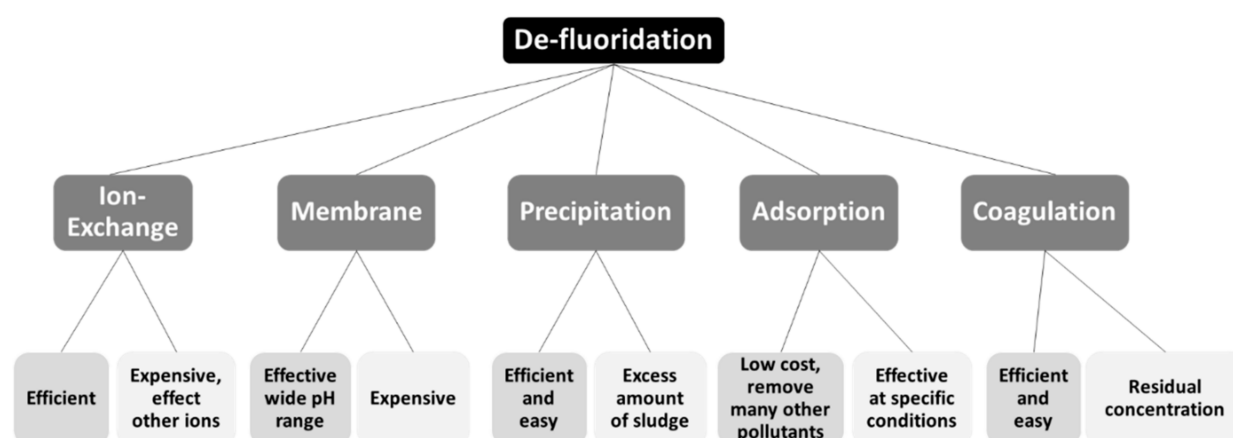 De-fluoridation
Ion-
Exchange
Membrane
Precipitation
Adsorption
Coagulation
Efficient
Expensive,
effect
other ions
Effective
wide pH
range
Expensive
Efficient
and
easy
Excess
amount
of sludge
Low cost,
remove
many other
pollutants
Effective
at specific
conditions
Efficient
and
easy
Residual
concentration